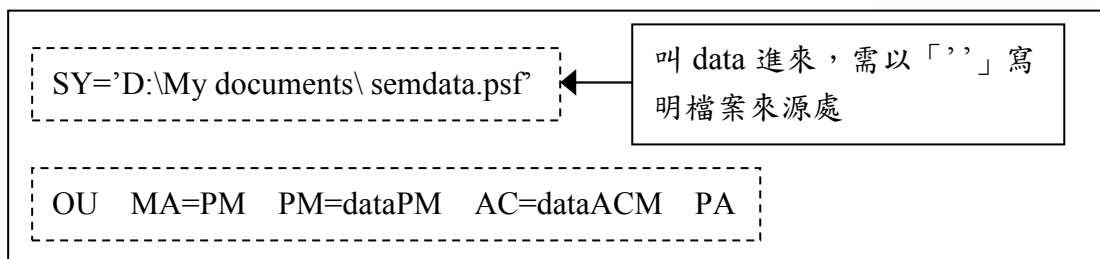 SY=’D:\My documents\ semdata.psf’
叫 data 進來，需以「’ ’」寫
明檔案來源處
OU MA=PM PM=dataPM AC=dataACM PA